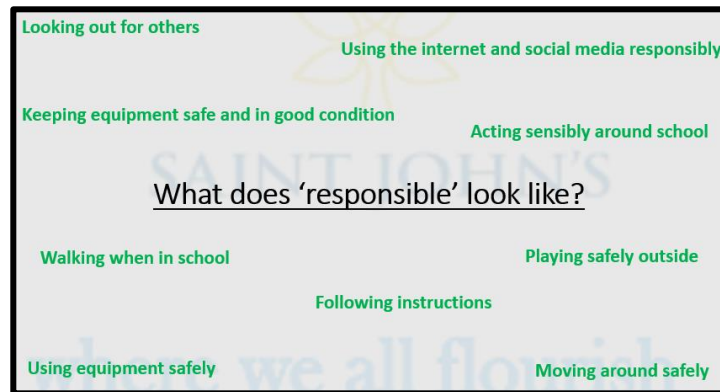 Looking out for others
Using the internet and social media responsibly
Keeping equipment safe and in good condition
Acting sensibly around school
SAINT JOHN'S
What does ‘responsible’ look like?
Walking when in school
Playing safely outside
Following instructions
where we all flourish
Using equipment safely
Moving around safely